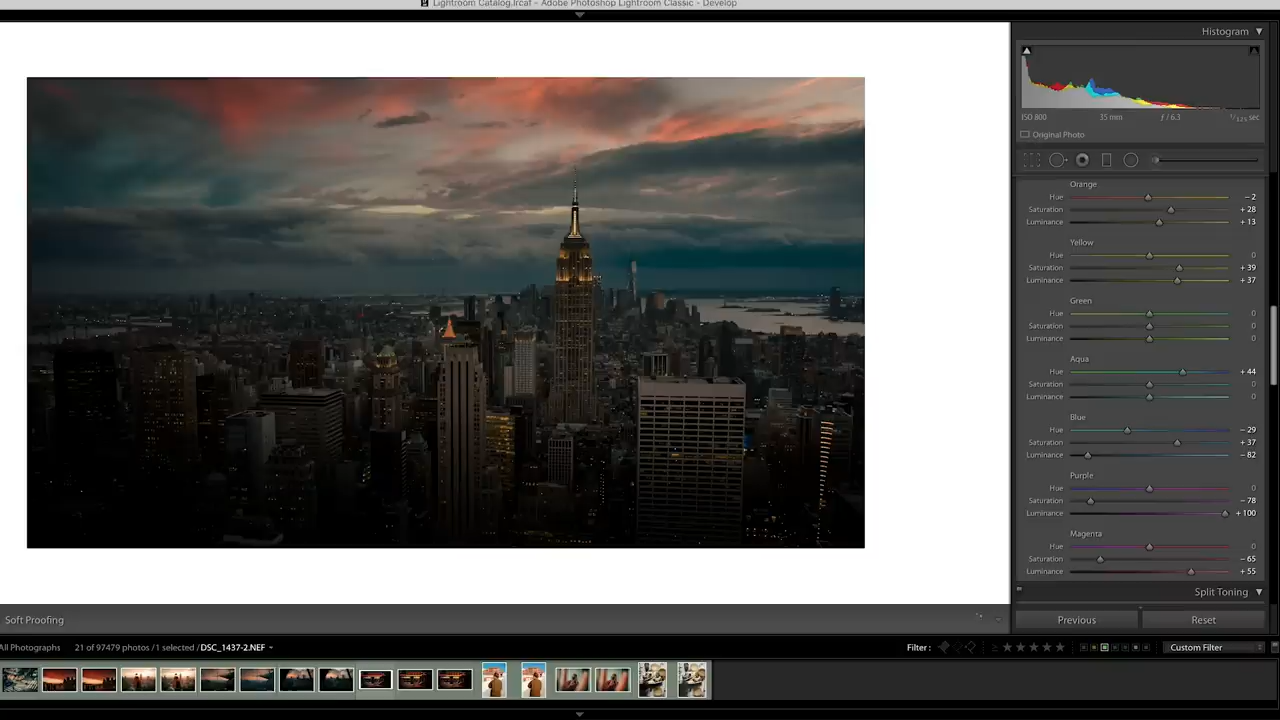 Lightroom Catalog.lrcat - Adobe Photoshop Lightroom Classic - Develop
Histogram
ISO 800 35 mm ƒ / 6.3 sec
Original Photo
Orange
Hue -2
Saturation +28
Luminance +13
Yellow
Hue 0
Saturation +39
Luminance +37
Green
Hue 0
Saturation 0
Luminance 0
Aqua
Hue +44
Saturation 0
Luminance 0
Blue
Hue -29
Saturation +37
Luminance -82
Purple
Hue 0
Saturation -78
Luminance +100
Magenta
Hue 0
Saturation -65
Luminance +55
Split Toning
Soft Proofing
Previous Reset
All Photographs 21 of 97479 photos / 1 selected / DSC_1437-2.NEF
Filter: Custom Filter